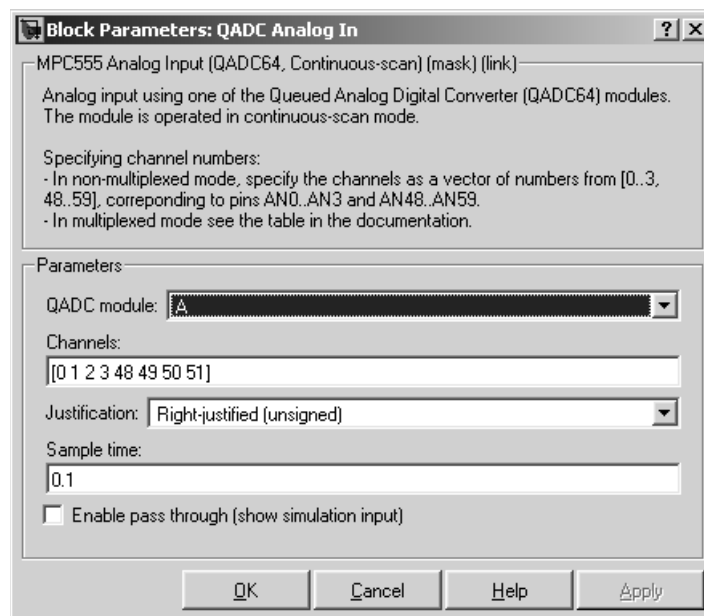 Block Parameters: QADC Analog In
MPC555 Analog Input (QADC64, Continuous-scan) (mask) (link)
Analog input using one of the Queued Analog Digital Converter (QADC64) modules.
The module is operated in continuous-scan mode.
Specifying channel numbers:
- In non-multiplexed mode, specify the channels as a vector of numbers from [0..3,
48..59], correponding to pins AN0..AN3 and AN48..AN59.
- In multiplexed mode see the table in the documentation.
Parameters
QADC module: A
Channels:
[0 1 2 3 48 49 50 51]
Justification: Right-justified (unsigned)
Sample time:
0.1
Enable pass through (show simulation input)
OK Cancel Help Apply